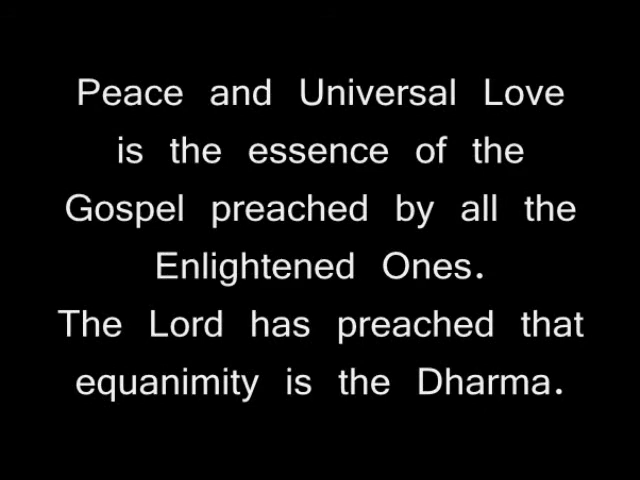 Peace and Universal Love
is the essence of the
Gospel preached by all the
Enlightened Ones.
The Lord has preached that
equanimity is the Dharma.